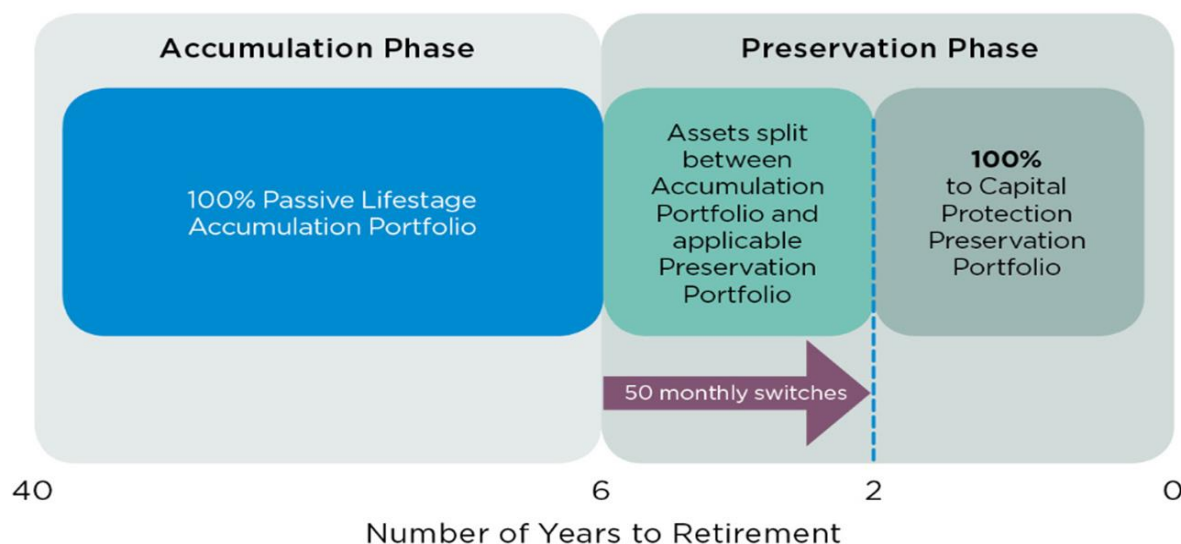 Accumulation Phase
Preservation Phase
100% Passive Lifestage
Accumulation Portfolio
Assets split
between
Accumulation
Portfolio and
applicable
Preservation
Portfolio
100%
to Capital
Protection
Preservation
Portfolio
50 monthly switches
40
6
2
0
Number of Years to Retirement